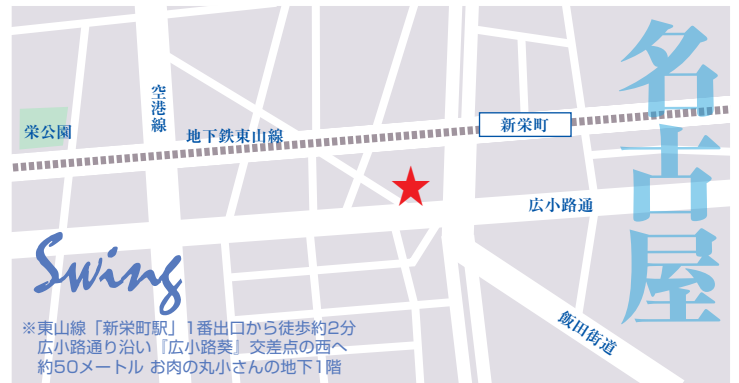 名古屋
空港線
栄公園
地下鉄東山線
新栄町
広小路通
飯田街道
Swing
※東山線「新栄町駅」1番出口から徒歩約2分
広小路通り沿い『広小路葵』交差点の西へ
約50メートル お肉の丸小さんの地下1階